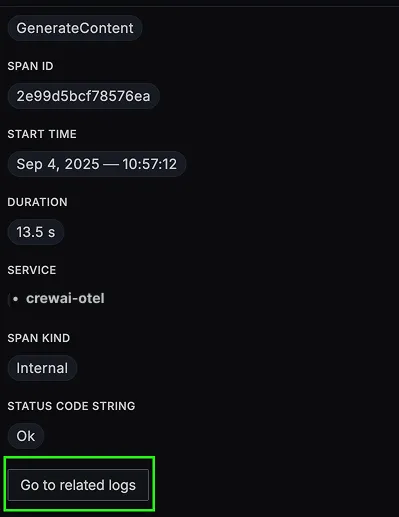 GenerateContent
SPAN ID
2e99d5bcf78576ea
START TIME
Sep 4, 2025 — 10:57:12
DURATION
13.5 s
SERVICE
• crewai-otel
SPAN KIND
Internal
STATUS CODE STRING
Ok
Go to related logs